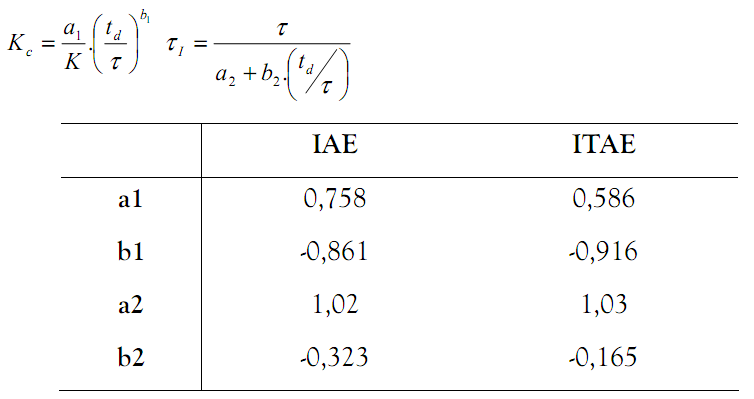 K_c = a_1/K . (t_d/τ)^{b_1}  τ_I = τ/(a_2 + b_2.(t_d/τ))
IAE ITAE
a1 0,758 0,586
b1 -0,861 -0,916
a2 1,02 1,03
b2 -0,323 -0,165